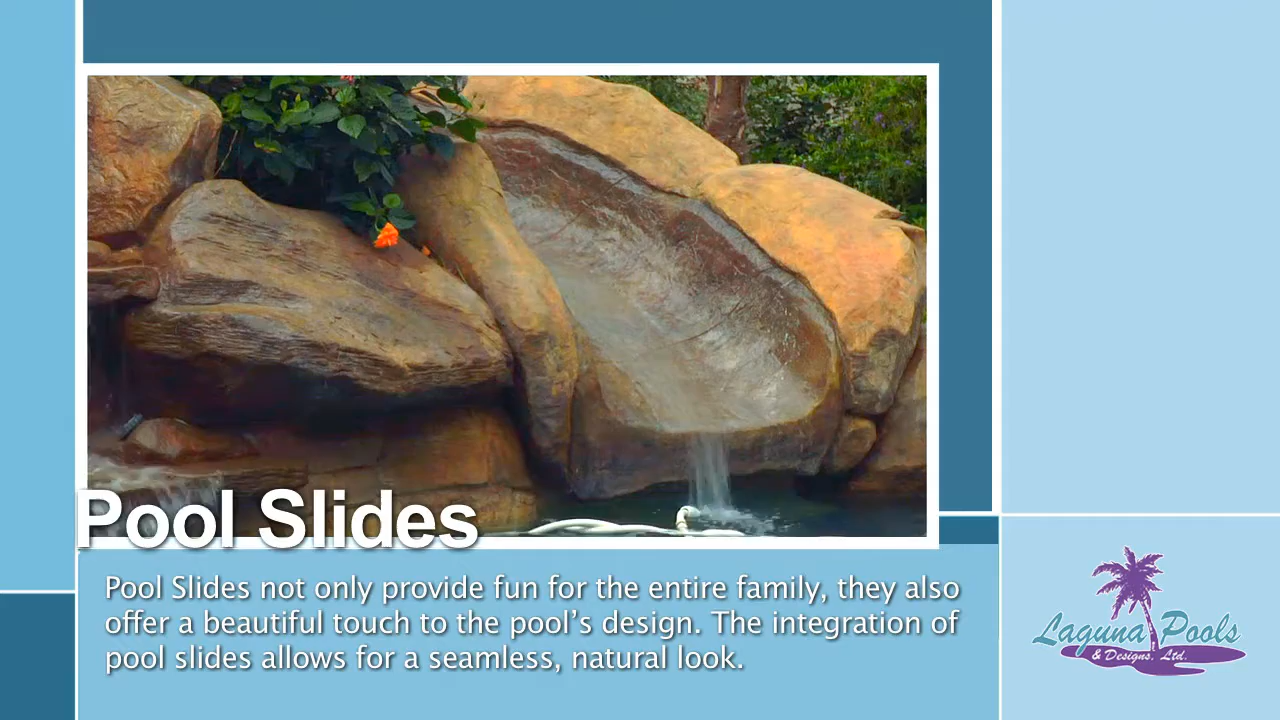 Pool Slides
Pool Slides not only provide fun for the entire family, they also
offer a beautiful touch to the pool’s design. The integration of
pool slides allows for a seamless, natural look.
Laguna Pools
& Designs, Ltd.